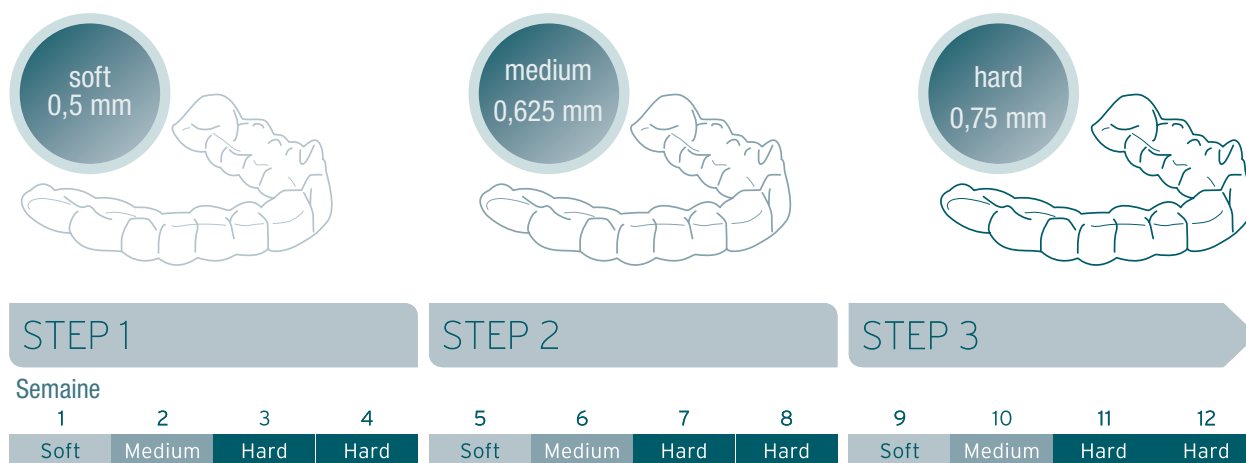 soft
0,5 mm
medium
0,625 mm
hard
0,75 mm
STEP 1
STEP 2
STEP 3
Semaine
1 2 3 4 5 6 7 8 9 10 11 12
Soft Medium Hard Hard Soft Medium Hard Hard Soft Medium Hard Hard